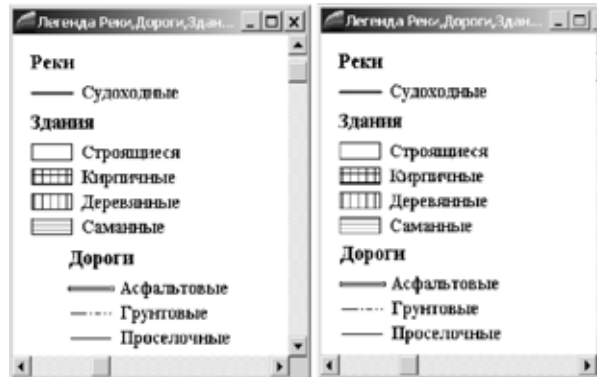 Легенда Реки,Дороги,Здан...
Реки
Судоходные
Здания
Строящиеся
Кирпичные
Деревянные
Саманные
Дороги
Асфальтовые
Грунтовые
Проселочные
Легенда Реки,Дороги,Здан...
Реки
Судоходные
Здания
Строящиеся
Кирпичные
Деревянные
Саманные
Дороги
Асфальтовые
Грунтовые
Проселочные